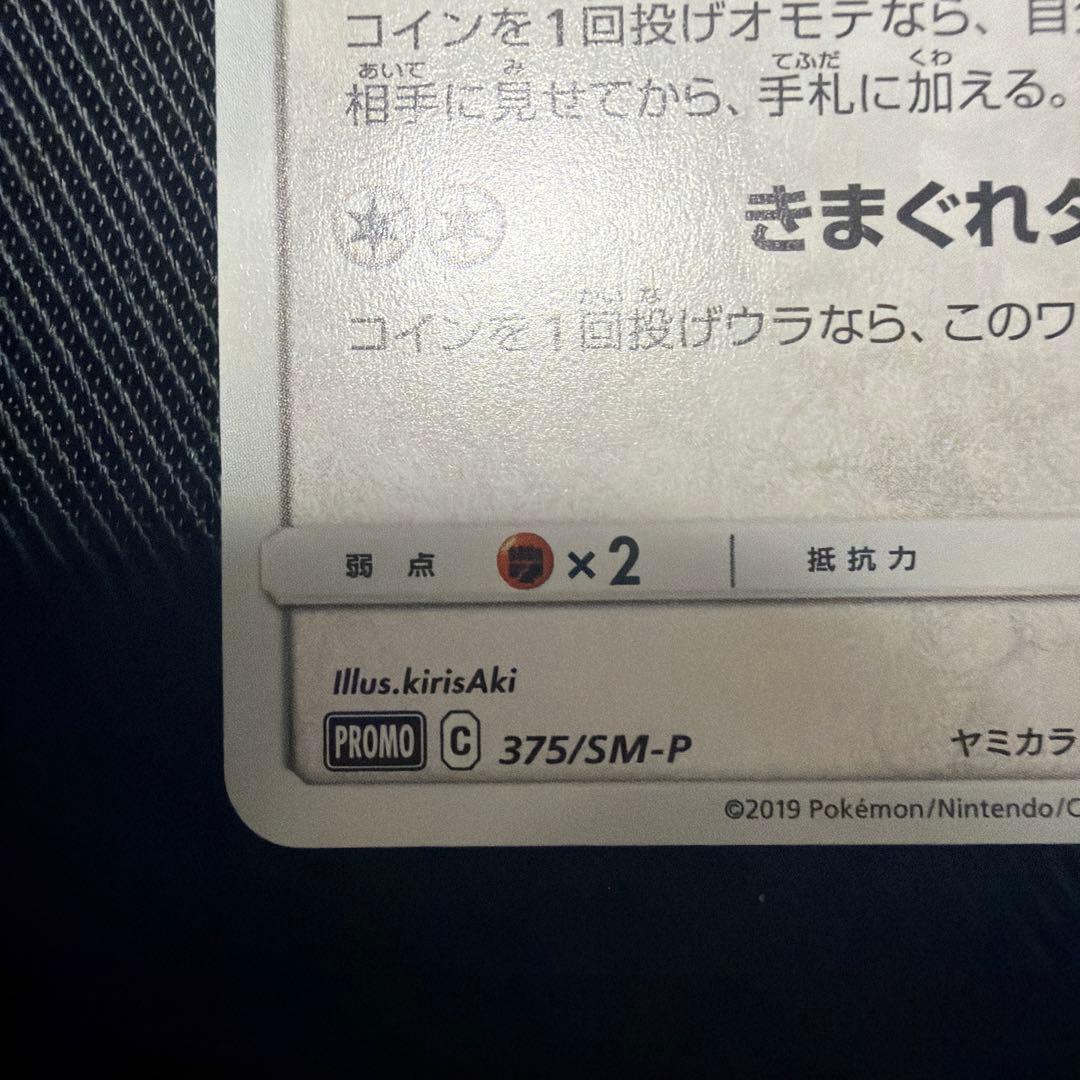 コインを1回投げオモテなら、自
あいて み てふだ くわ
相手に見せてから、手札に加える。
きまぐれダ
かい な
コインを1回投げウラなら、このワ
弱点 ×2 抵抗力
Illus.kirisAki
PROMO C 375/SM-P ヤミカラ
©2019 Pokémon/Nintendo/C